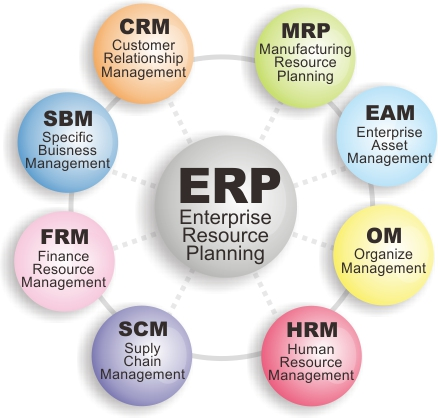 CRM
Customer
Relationship
Management
MRP
Manufacturing
Resource
Planning
SBM
Specific
Buisness
Management
EAM
Enterprise
Asset
Management
ERP
Enterprise
Resource
Planning
FRM
Finance
Resource
Management
OM
Organize
Management
SCM
Suply
Chain
Management
HRM
Human
Resource
Management